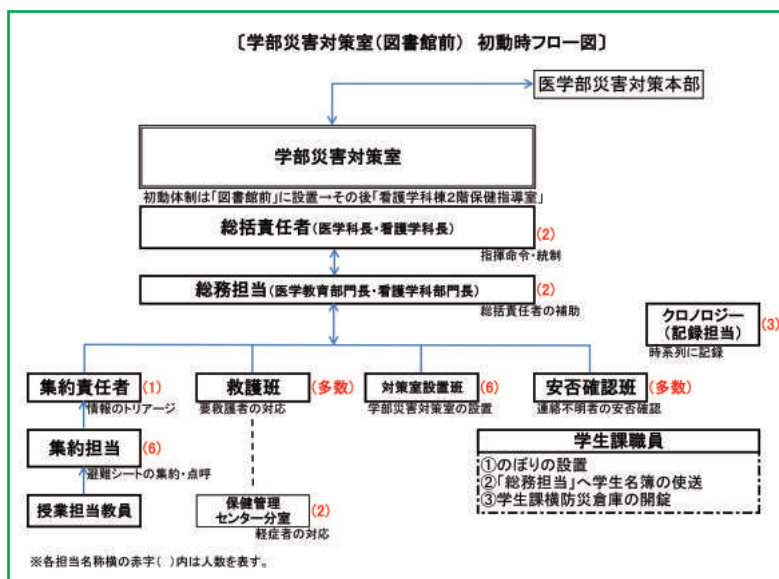 〔学部災害対策室(図書館前) 初動時フロー図〕
医学部災害対策本部
学部災害対策室
初動体制は「図書館前」に設置→その後「看護学科棟2階保健指導室」
総括責任者(医学科長・看護学科長) (2)
指揮命令・統制
総務担当(医学教育部門長・看護学科部門長) (2)
総括責任者の補助
クロノロジー
(記録担当) (3)
時系列に記録
集約責任者 (1)
情報のトリアージ
救護班 (多数)
要救護者の対応
対策室設置班 (6)
学部災害対策室の設置
安否確認班 (多数)
連絡不明者の安否確認
集約担当 (6)
避難シートの集約・点呼
授業担当教員
保健管理
センター分室 (2)
軽症者の対応
学生課職員
①のぼりの設置
②「総務担当」へ学生名簿の使送
③学生課横防災倉庫の開錠
※各担当名称横の赤字( )内は人数を表す。